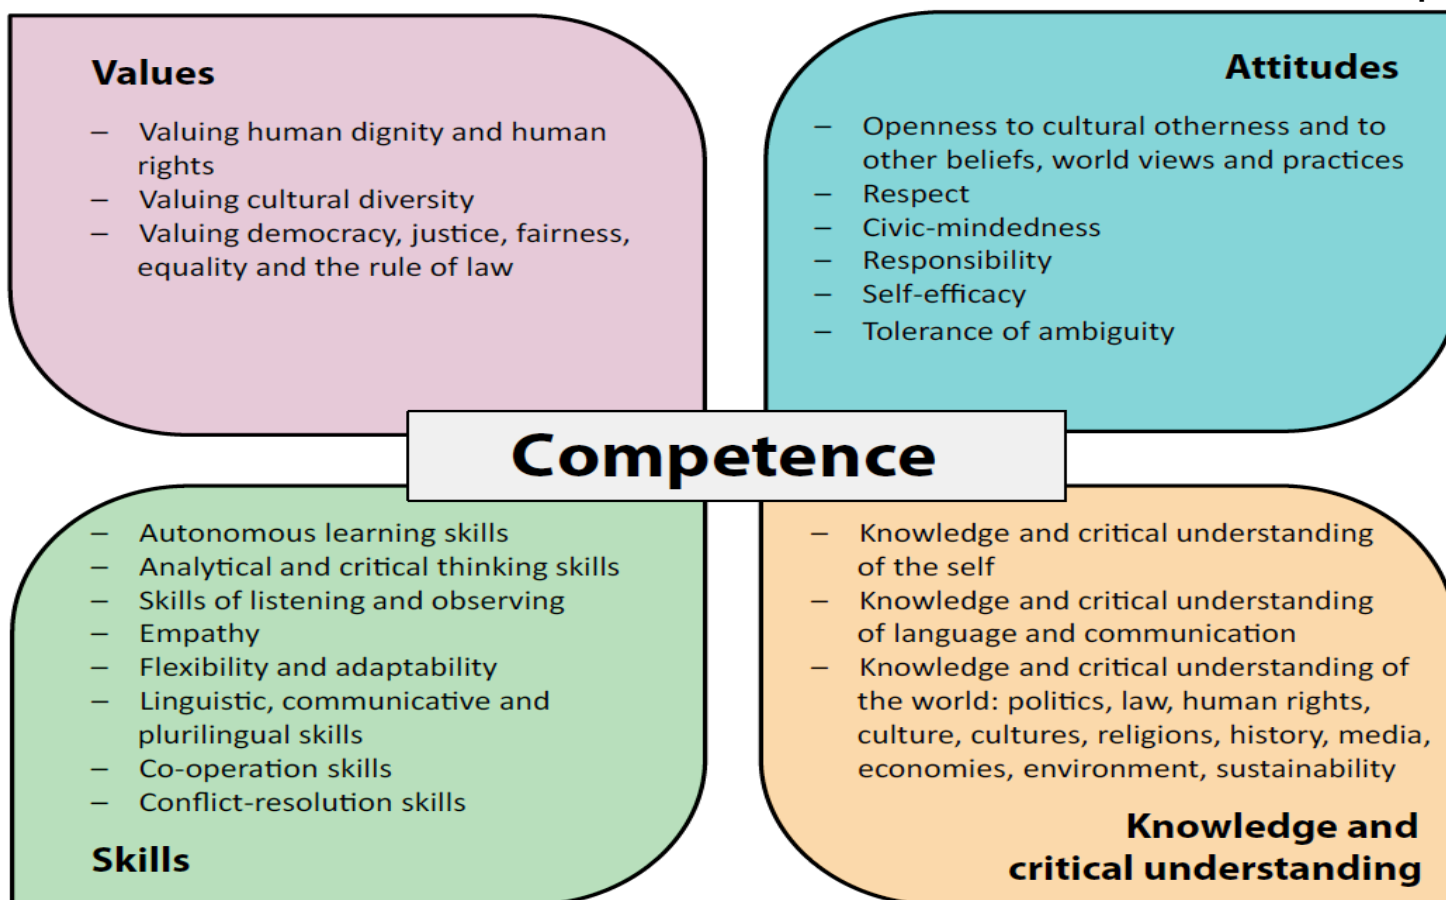 Values
– Valuing human dignity and human
rights
– Valuing cultural diversity
– Valuing democracy, justice, fairness,
equality and the rule of law
Attitudes
– Openness to cultural otherness and to
other beliefs, world views and practices
– Respect
– Civic-mindedness
– Responsibility
– Self-efficacy
– Tolerance of ambiguity
Competence
– Autonomous learning skills
– Analytical and critical thinking skills
– Skills of listening and observing
– Empathy
– Flexibility and adaptability
– Linguistic, communicative and
plurilingual skills
– Co-operation skills
– Conflict-resolution skills
Skills
– Knowledge and critical understanding
of the self
– Knowledge and critical understanding
of language and communication
– Knowledge and critical understanding of
the world: politics, law, human rights,
culture, cultures, religions, history, media,
economies, environment, sustainability
Knowledge and
critical understanding